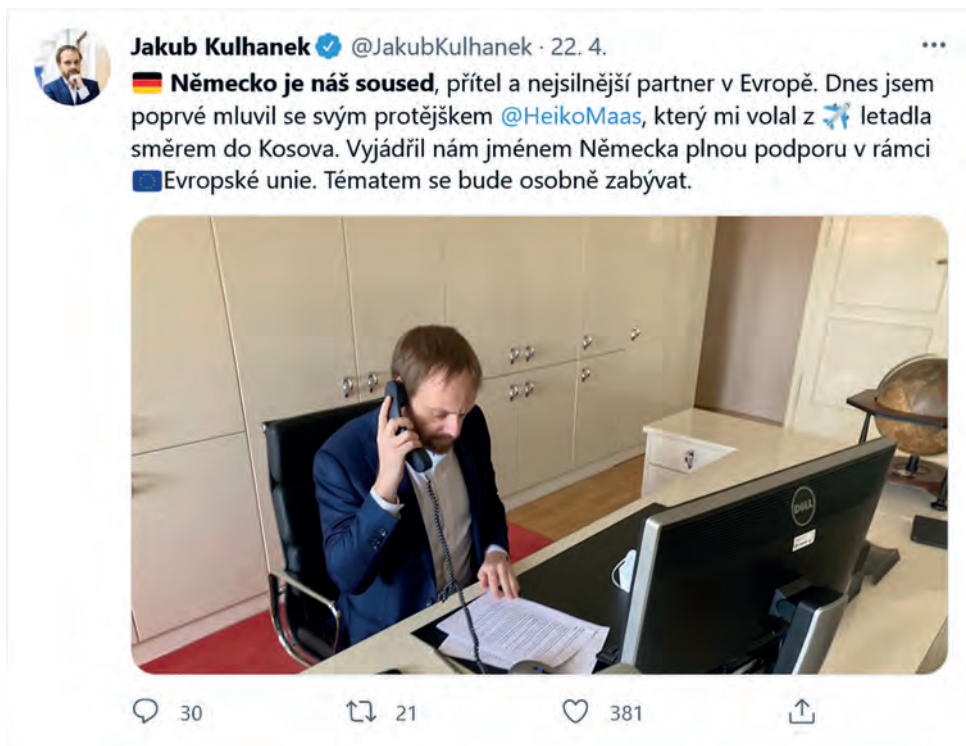 Jakub Kulhanek @JakubKulhanek · 22. 4.
Německo je náš soused, přítel a nejsilnější partner v Evropě. Dnes jsem
poprvé mluvil se svým protějškem @HeikoMaas, který mi volal z letadla
směrem do Kosova. Vyjádřil nám jménem Německa plnou podporu v rámci
Evropské unie. Tématem se bude osobně zabývat.
DELL
30 21 381